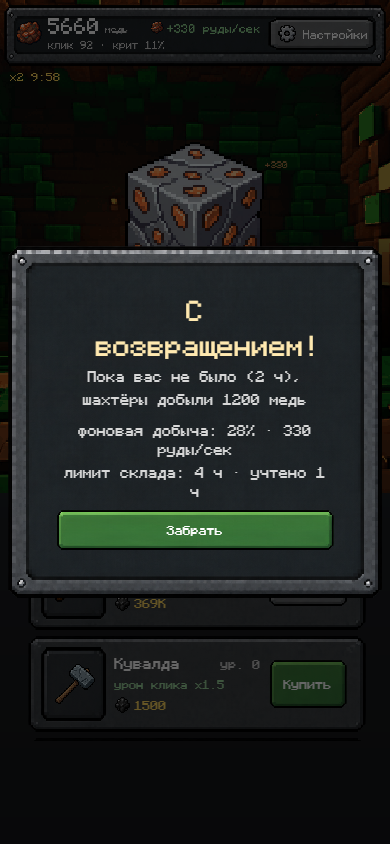 5660 медь
+330 руды/сек
Настройки
клик 92 · крит 11%
x2 9:58
+330
С
возвращением!
Пока вас не было (2 ч),
шахтёры добыли 1200 медь
фоновая добыча: 28% · 330
руды/сек
лимит склада: 4 ч · учтено 1
ч
Забрать
369K
Кувалда ур. 0
урон клика x1.5
Купить
1500